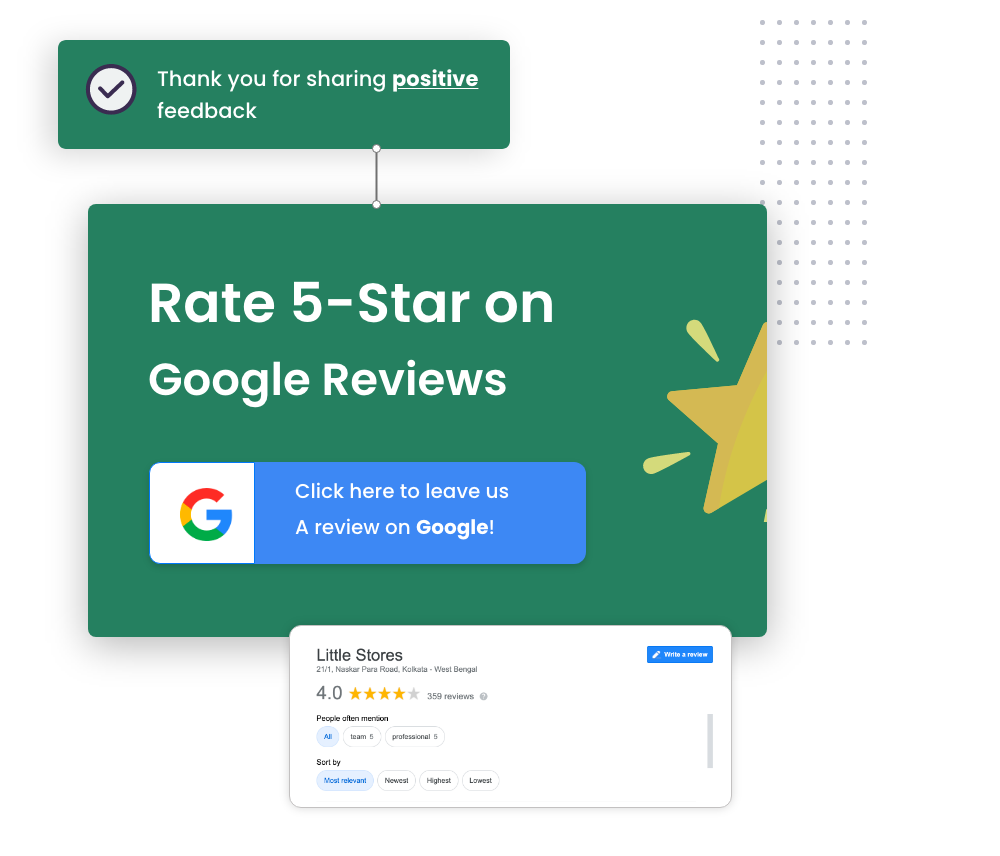 Thank you for sharing positive
feedback
Rate 5-Star on
Google Reviews
Click here to leave us
A review on Google!
Little Stores
Write a review
21/1, Naskar Para Road, Kolkata - West Bengal
4.0 359 reviews ?
People often mention
All team 5 professional 5
Sort by
Most relevant Newest Highest Lowest